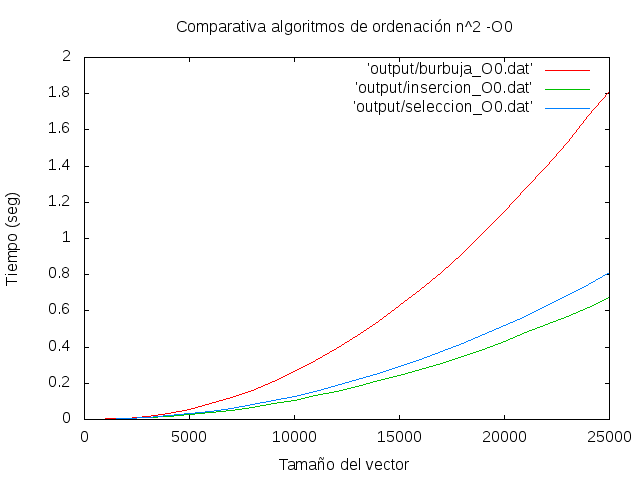 Comparativa algoritmos de ordenación n^2 -O0
'output/burbuja_O0.dat'
'output/insercion_O0.dat'
'output/seleccion_O0.dat'
Tiempo (seg)
2
1.8
1.6
1.4
1.2
1
0.8
0.6
0.4
0.2
0
0 5000 10000 15000 20000 25000
Tamaño del vector